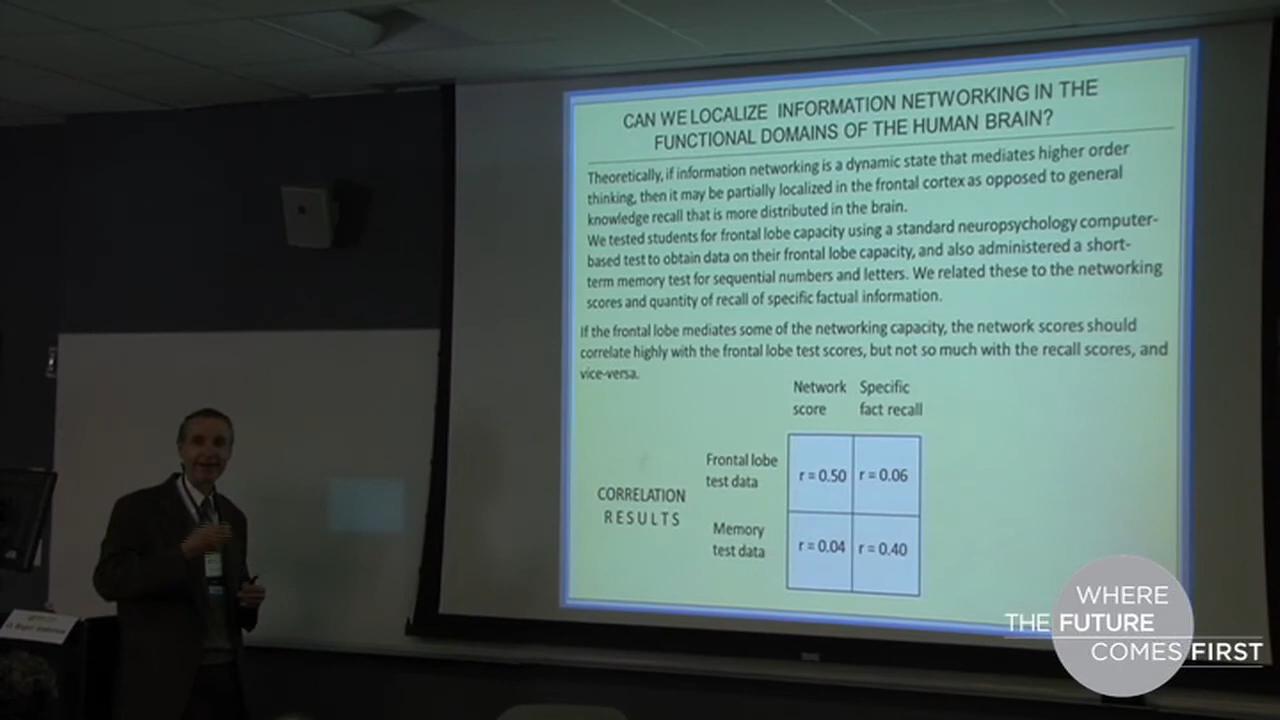 CAN WE LOCALIZE INFORMATION NETWORKING IN THE
FUNCTIONAL DOMAINS OF THE HUMAN BRAIN?
Theoretically, if information networking is a dynamic state that mediates higher order
thinking, then it may be partially localized in the frontal cortex as opposed to general
knowledge recall that is more distributed in the brain.
We tested students for frontal lobe capacity using a standard neuropsychology computer-
based test to obtain data on their frontal lobe capacity, and also administered a short-
term memory test for sequential numbers and letters. We related these to the networking
scores and quantity of recall of specific factual information.
If the frontal lobe mediates some of the networking capacity, the network scores should
correlate highly with the frontal lobe test scores, but not so much with the recall scores, and
vice-versa.
Network Specific
score fact recall
Frontal lobe
test data
r = 0.50 r = 0.06
CORRELATION
RESULTS
Memory
test data
r = 0.04 r = 0.40
WHERE
THE FUTURE
COMES FIRST